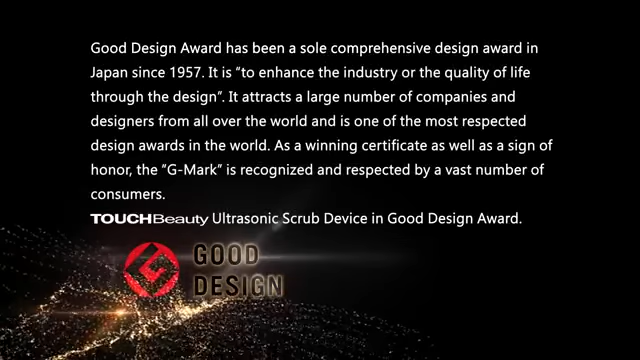 Good Design Award has been a sole comprehensive design award in
Japan since 1957. It is “to enhance the industry or the quality of life
through the design”. It attracts a large number of companies and
designers from all over the world and is one of the most respected
design awards in the world. As a winning certificate as well as a sign of
honor, the “G-Mark” is recognized and respected by a vast number of
consumers.
TOUCHBeauty Ultrasonic Scrub Device in Good Design Award.
GOOD
DESIGN